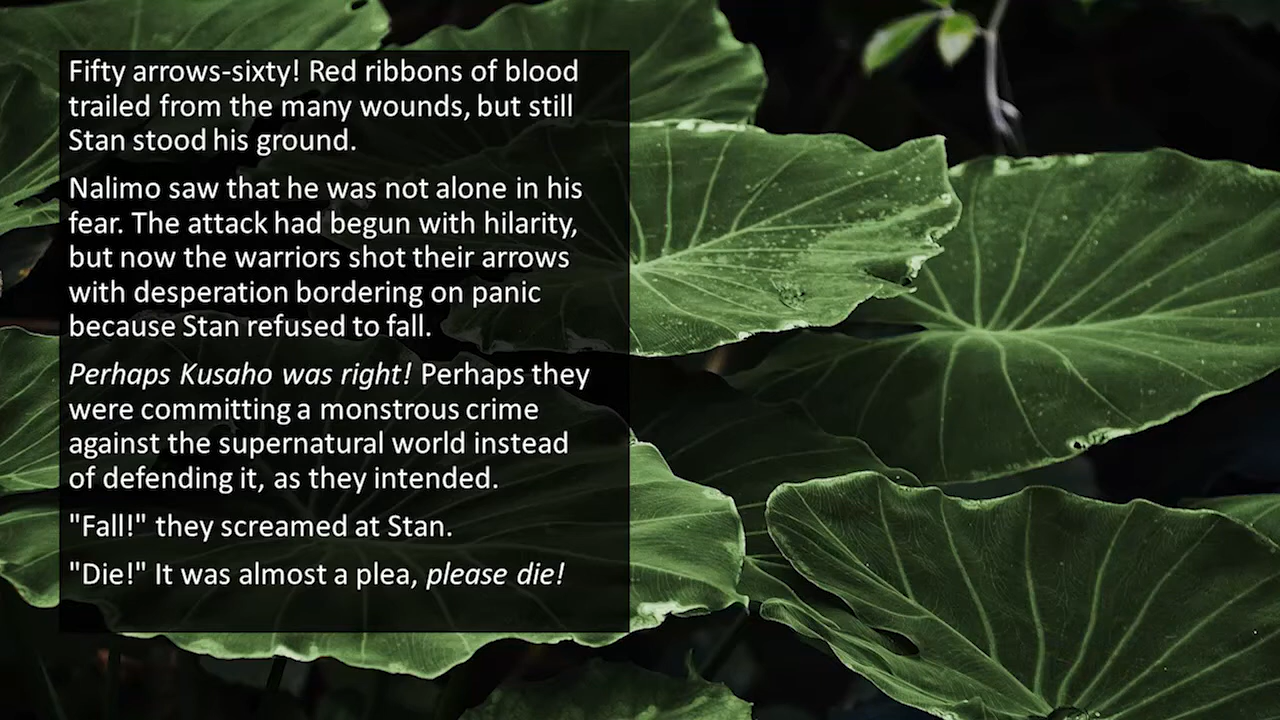 Fifty arrows-sixty! Red ribbons of blood
trailed from the many wounds, but still
Stan stood his ground.
Nalimo saw that he was not alone in his
fear. The attack had begun with hilarity,
but now the warriors shot their arrows
with desperation bordering on panic
because Stan refused to fall.
Perhaps Kusaho was right! Perhaps they
were committing a monstrous crime
against the supernatural world instead
of defending it, as they intended.
"Fall!" they screamed at Stan.
"Die!" It was almost a plea, please die!